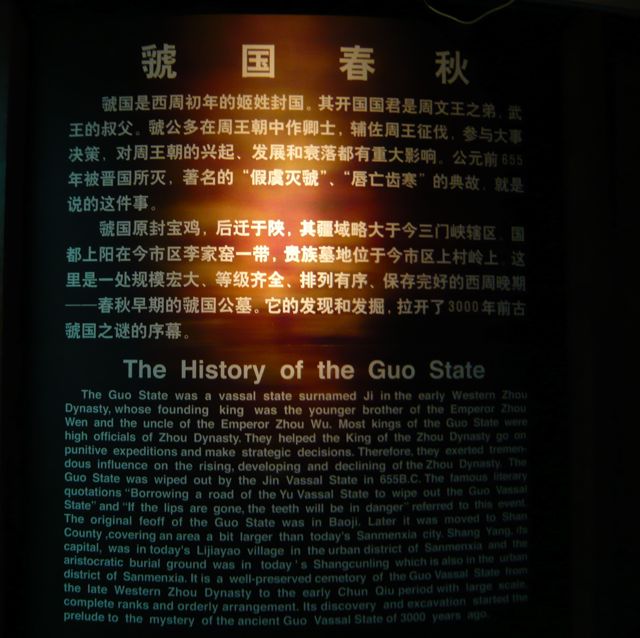 虢国春秋
虢国是西周初年的姬姓封国。其开国国君是周文王之弟，武
王的叔父。虢公多在周王朝中作卿士，辅佐周王征伐，参与大事
决策，对周王朝的兴起、发展和衰落都有重大影响。公元前655
年被晋国所灭，著名的“假虞灭虢”、“唇亡齿寒”的典故，就是
说的这件事。
虢国原封宝鸡，后迁于陕，其疆域略大于今三门峡辖区。国
都上阳在今市区李家窑一带，贵族墓地位于今市区上村岭上。这
里是一处规模宏大、等级齐全、排列有序、保存完好的西周晚期
——春秋早期的虢国公墓。它的发现和发掘，拉开了3000年前古
虢国之谜的序幕。
The History of the Guo State
The Guo State was a vassal state surnamed Ji in the early Western Zhou
Dynasty, whose founding king was the younger brother of the Emperor Zhou
Wen and the uncle of the Emperor Zhou Wu. Most kings of the Guo State were
high officials of Zhou Dynasty. They helped the King of the Zhou Dynasty go on
punitive expeditions and make strategic decisions. Therefore, they exerted tremen-
dous influence on the rising, developing and declining of the Zhou Dynasty. The
Guo State was wiped out by the Jin Vassal State in 655B.C. The famous literary
quotations "Borrowing a road of the Yu Vassal State to wipe out the Guo Vassal
State" and "If the lips are gone, the teeth will be in danger" referred to this event.
The original feoff of the Guo State was in Baoji. Later it was moved to Shan
County ,covering an area a bit larger than today's Sanmenxia city. Shang Yang, its
capital, was in today's Lijiayao village in the urban district of Sanmenxia and the
aristocratic burial ground was in today's Shangcunling which is also in the urban
district of Sanmenxia. It is a well-preserved cemetory of the Guo Vassal State from
the late Western Zhou Dynasty to the early Chun Qiu period with large scale,
complete ranks and orderly arrangement. Its discovery and excavation started the
prelude to the mystery of the ancient Guo Vassal State of 3000 years ago.